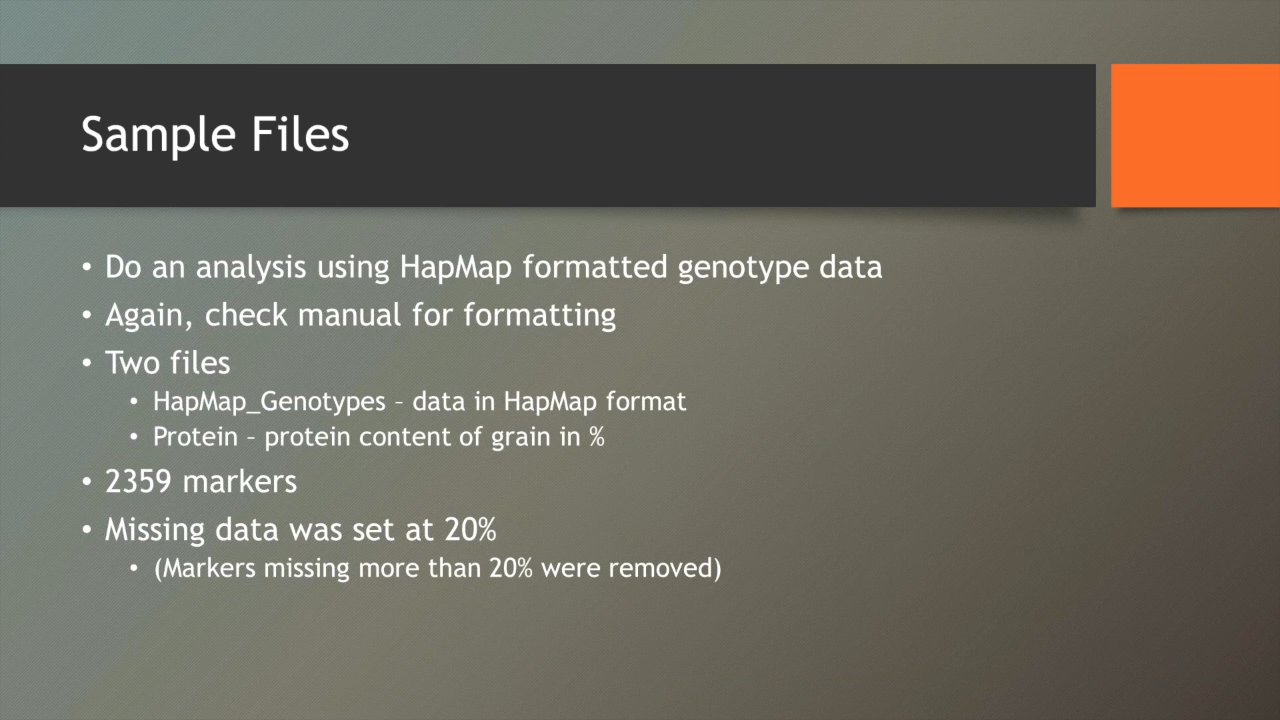 Sample Files
• Do an analysis using HapMap formatted genotype data
• Again, check manual for formatting
• Two files
• HapMap_Genotypes – data in HapMap format
• Protein – protein content of grain in %
• 2359 markers
• Missing data was set at 20%
• (Markers missing more than 20% were removed)